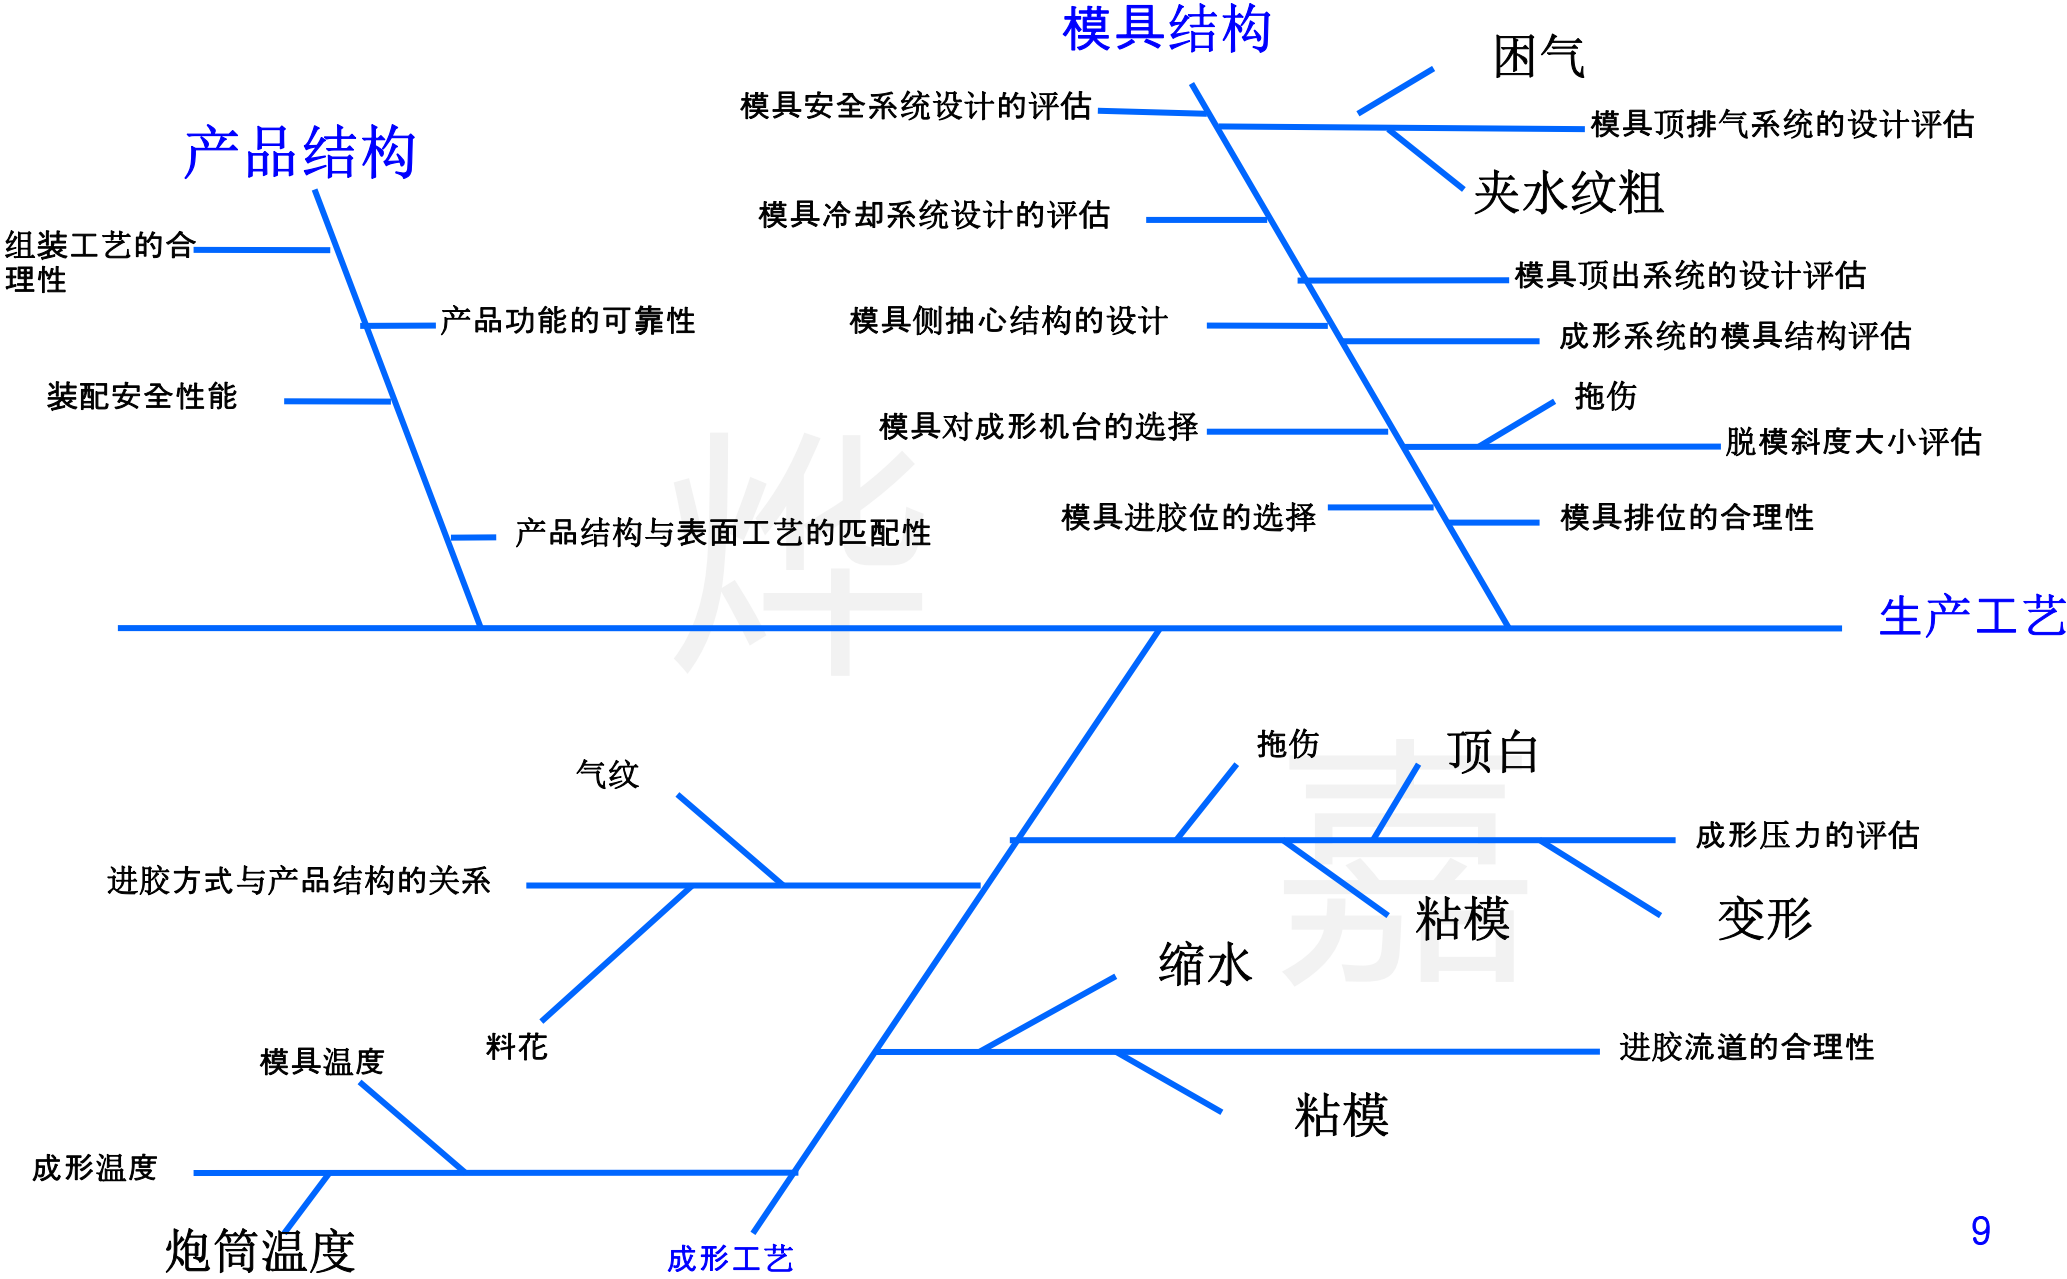 模具结构
困气
模具安全系统设计的评估
模具顶排气系统的设计评估
产品结构
夹水纹粗
模具冷却系统设计的评估
组装工艺的合
理性
模具顶出系统的设计评估
产品功能的可靠性
模具侧抽心结构的设计
成形系统的模具结构评估
装配安全性能
拖伤
模具对成形机台的选择
脱模斜度大小评估
模具进胶位的选择
模具排位的合理性
产品结构与表面工艺的匹配性
烨
生产工艺
拖伤
顶白
气纹
嘉
成形压力的评估
进胶方式与产品结构的关系
粘模
变形
缩水
料花
进胶流道的合理性
模具温度
粘模
成形温度
炮筒温度
成形工艺
9